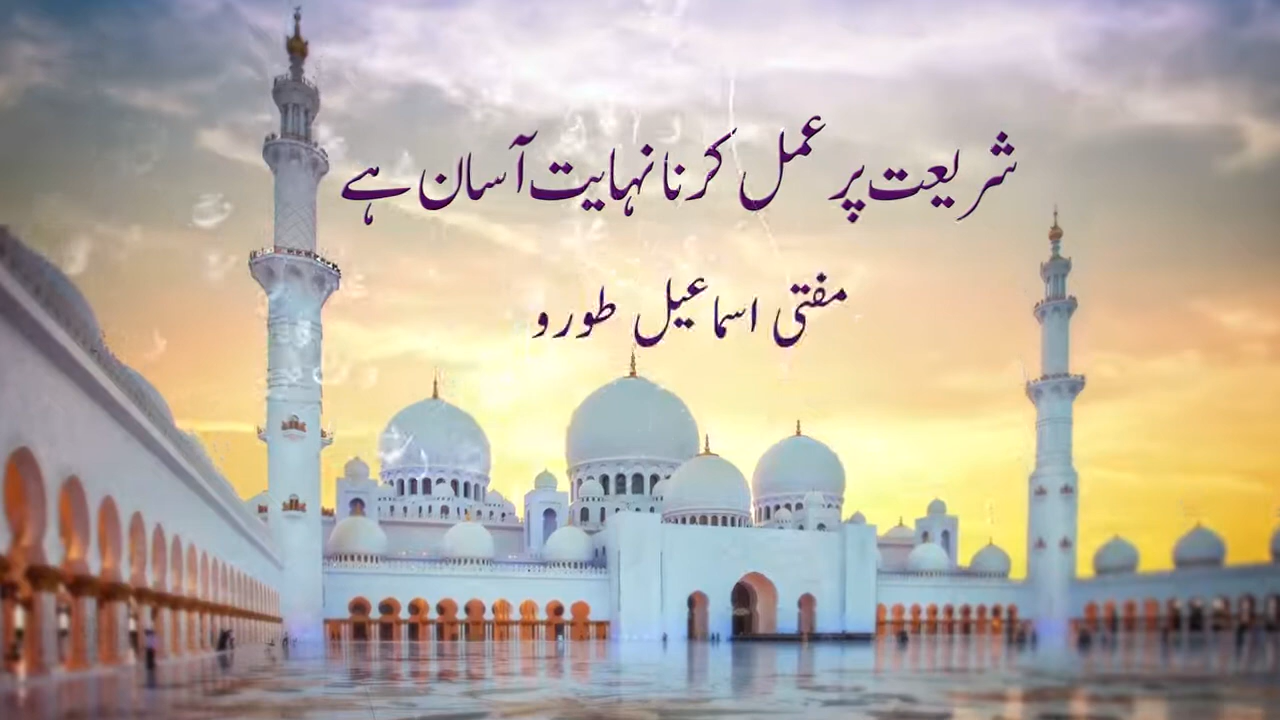 شریعت پر عمل کرنا نہایت آسان ہے
مفتی اسماعیل طورو